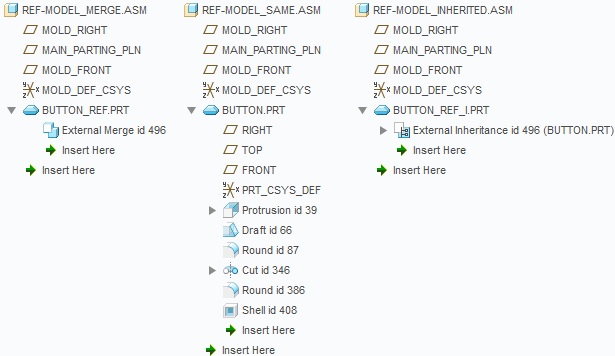 REF-MODEL_MERGE.ASM
MOLD_RIGHT
MAIN_PARTING_PLN
MOLD_FRONT
MOLD_DEF_CSYS
BUTTON_REF.PRT
External Merge id 496
Insert Here
Insert Here
REF-MODEL_SAME.ASM
MOLD_RIGHT
MAIN_PARTING_PLN
MOLD_FRONT
MOLD_DEF_CSYS
BUTTON.PRT
RIGHT
TOP
FRONT
PRT_CSYS_DEF
Protrusion id 39
Draft id 66
Round id 87
Cut id 346
Round id 386
Shell id 408
Insert Here
Insert Here
REF-MODEL_INHERITED.ASM
MOLD_RIGHT
MAIN_PARTING_PLN
MOLD_FRONT
MOLD_DEF_CSYS
BUTTON_REF_I.PRT
External Inheritance id 496 (BUTTON.PRT)
Insert Here
Insert Here